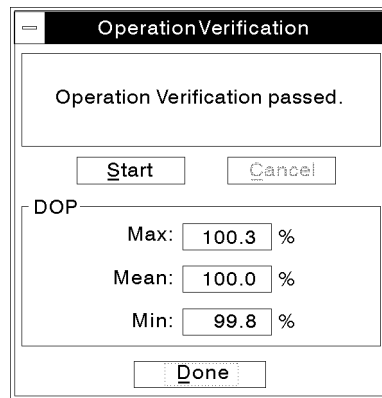 Operation Verification
Operation Verification passed.
Start Cancel
DOP
Max: 100.3 %
Mean: 100.0 %
Min: 99.8 %
Done